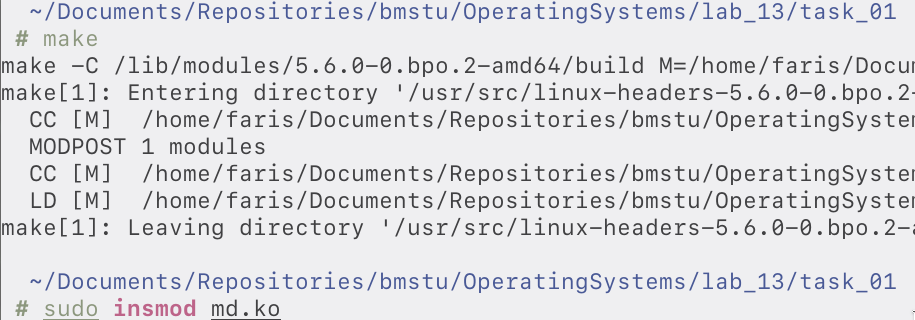 ~/Documents/Repositories/bmstu/OperatingSystems/lab_13/task_01
# make
make -C /lib/modules/5.6.0-0.bpo.2-amd64/build M=/home/faris/Docu
make[1]: Entering directory '/usr/src/linux-headers-5.6.0-0.bpo.2-
CC [M]  /home/faris/Documents/Repositories/bmstu/OperatingSyste
MODPOST 1 modules
CC [M]  /home/faris/Documents/Repositories/bmstu/OperatingSyste
LD [M]  /home/faris/Documents/Repositories/bmstu/OperatingSyste
make[1]: Leaving directory '/usr/src/linux-headers-5.6.0-0.bpo.2-a
~/Documents/Repositories/bmstu/OperatingSystems/lab_13/task_01
# sudo insmod md.ko